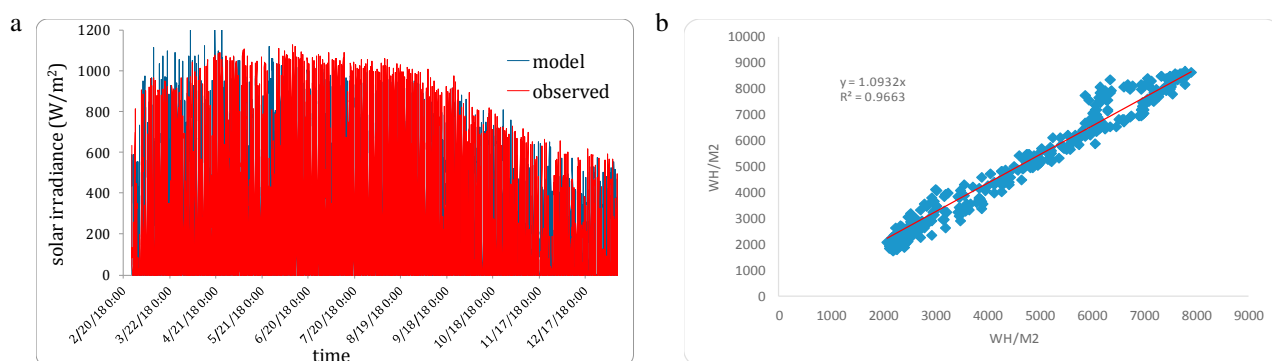 a
solar irradiance (W/m²)
1200
1000
800
600
400
200
0
model
observed
2/20/18 0:00
3/22/18 0:00
4/21/18 0:00
5/21/18 0:00
6/20/18 0:00
7/20/18 0:00
8/19/18 0:00
9/18/18 0:00
10/18/18 0:00
11/17/18 0:00
12/17/18 0:00
time
b
WH/M2
10000
9000
8000
7000
6000
5000
4000
3000
2000
1000
0
y = 1.0932x
R² = 0.9663
0 1000 2000 3000 4000 5000 6000 7000 8000 9000
WH/M2